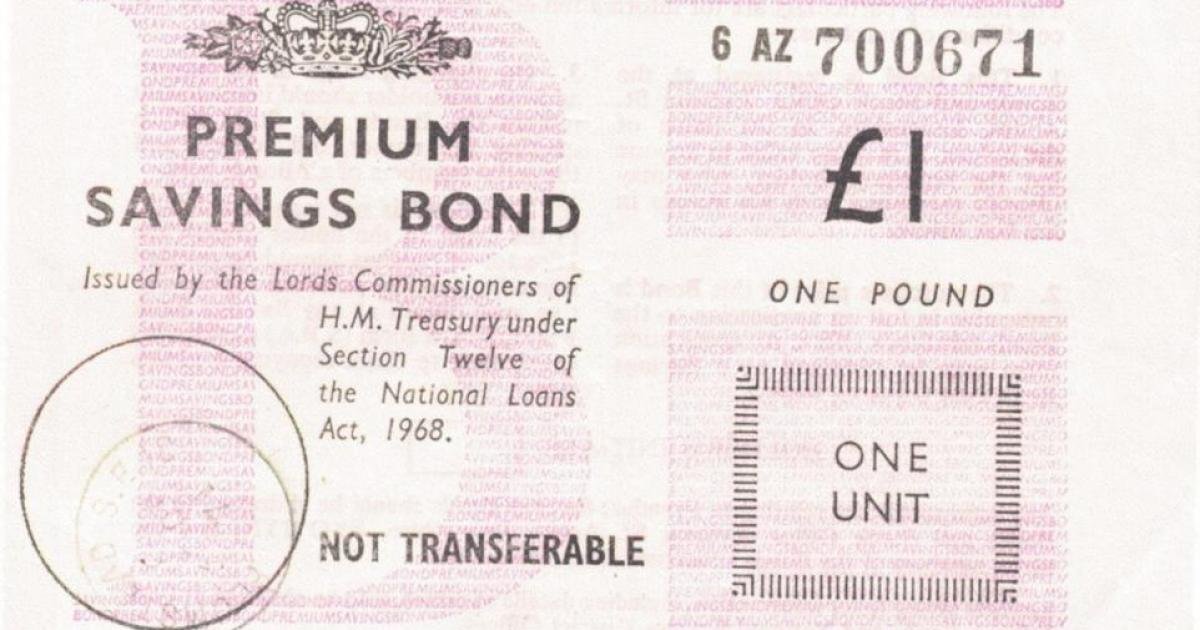 6 AZ 700671
PREMIUM
SAVINGS BOND
£1
Issued by the Lords Commissioners of
H.M. Treasury under
Section Twelve of
the National Loans
Act, 1968.
ONE POUND
ONE
UNIT
NOT TRANSFERABLE